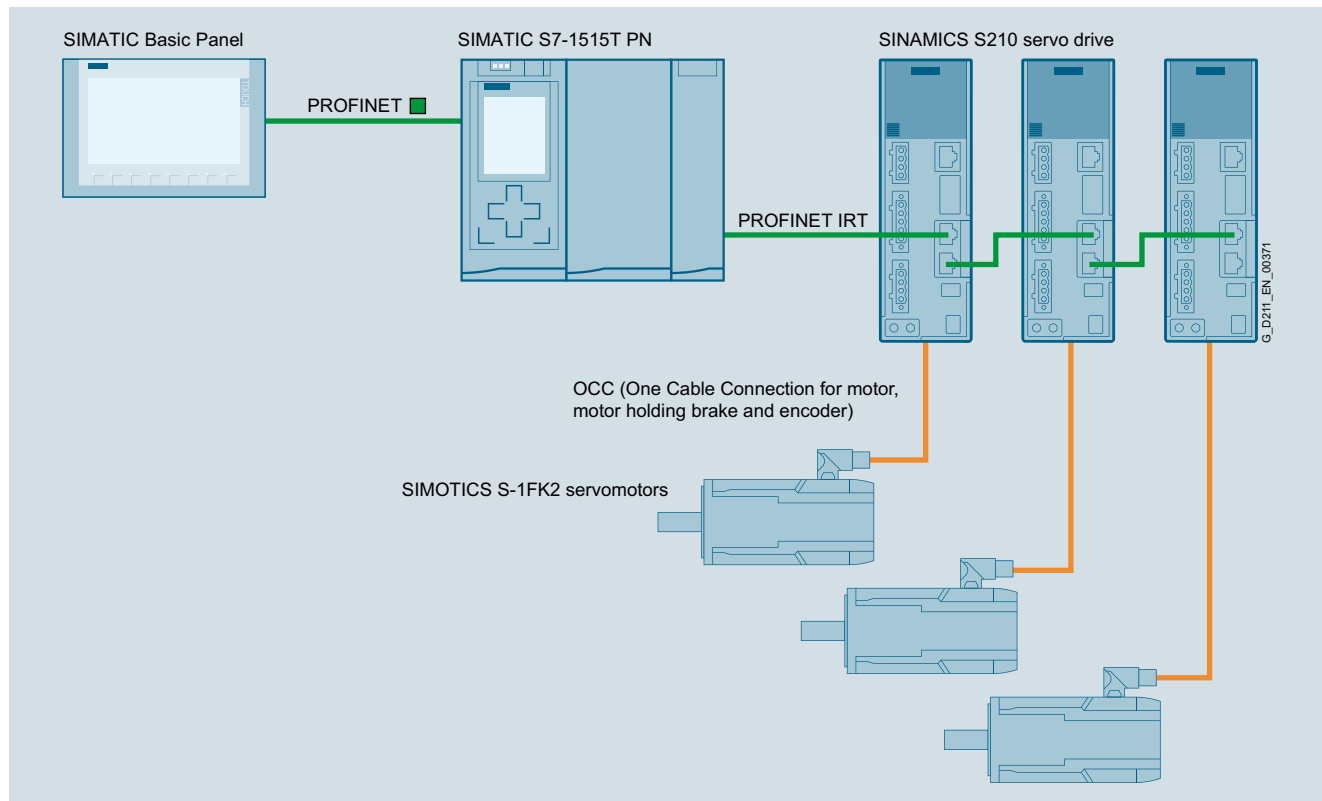 SIMATIC Basic Panel
SIMATIC S7-1515T PN
SINAMICS S210 servo drive
TOUCH
PROFINET
PROFINET IRT
G_D211_EN_00371
OCC (One Cable Connection for motor,
motor holding brake and encoder)
SIMOTICS S-1FK2 servomotors